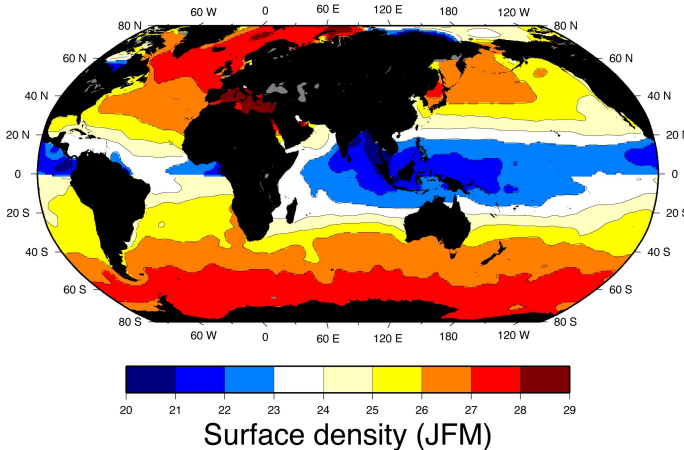 60 W 0 60 E 120 E 180 120 W
80 N 80 N
60 N 60 N
40 N 40 N
20 N 20 N
0 0
20 S 20 S
40 S 40 S
60 S 60 S
80 S 80 S
60 W 0 60 E 120 E 180 120 W
20 21 22 23 24 25 26 27 28 29
Surface density (JFM)